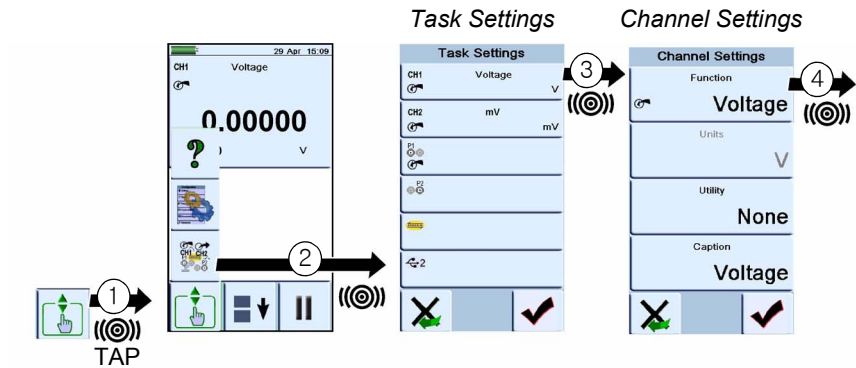 Task Settings
Channel Settings
29 Apr 15:09
CH1 Voltage
0.00000
V
?
CH1 CH2
1
TAP
2
Task Settings
CH1 Voltage
V
CH2 mV
mV
P1
P2
2
3
Channel Settings
Function
Voltage
Units
V
Utility
None
Caption
Voltage
4